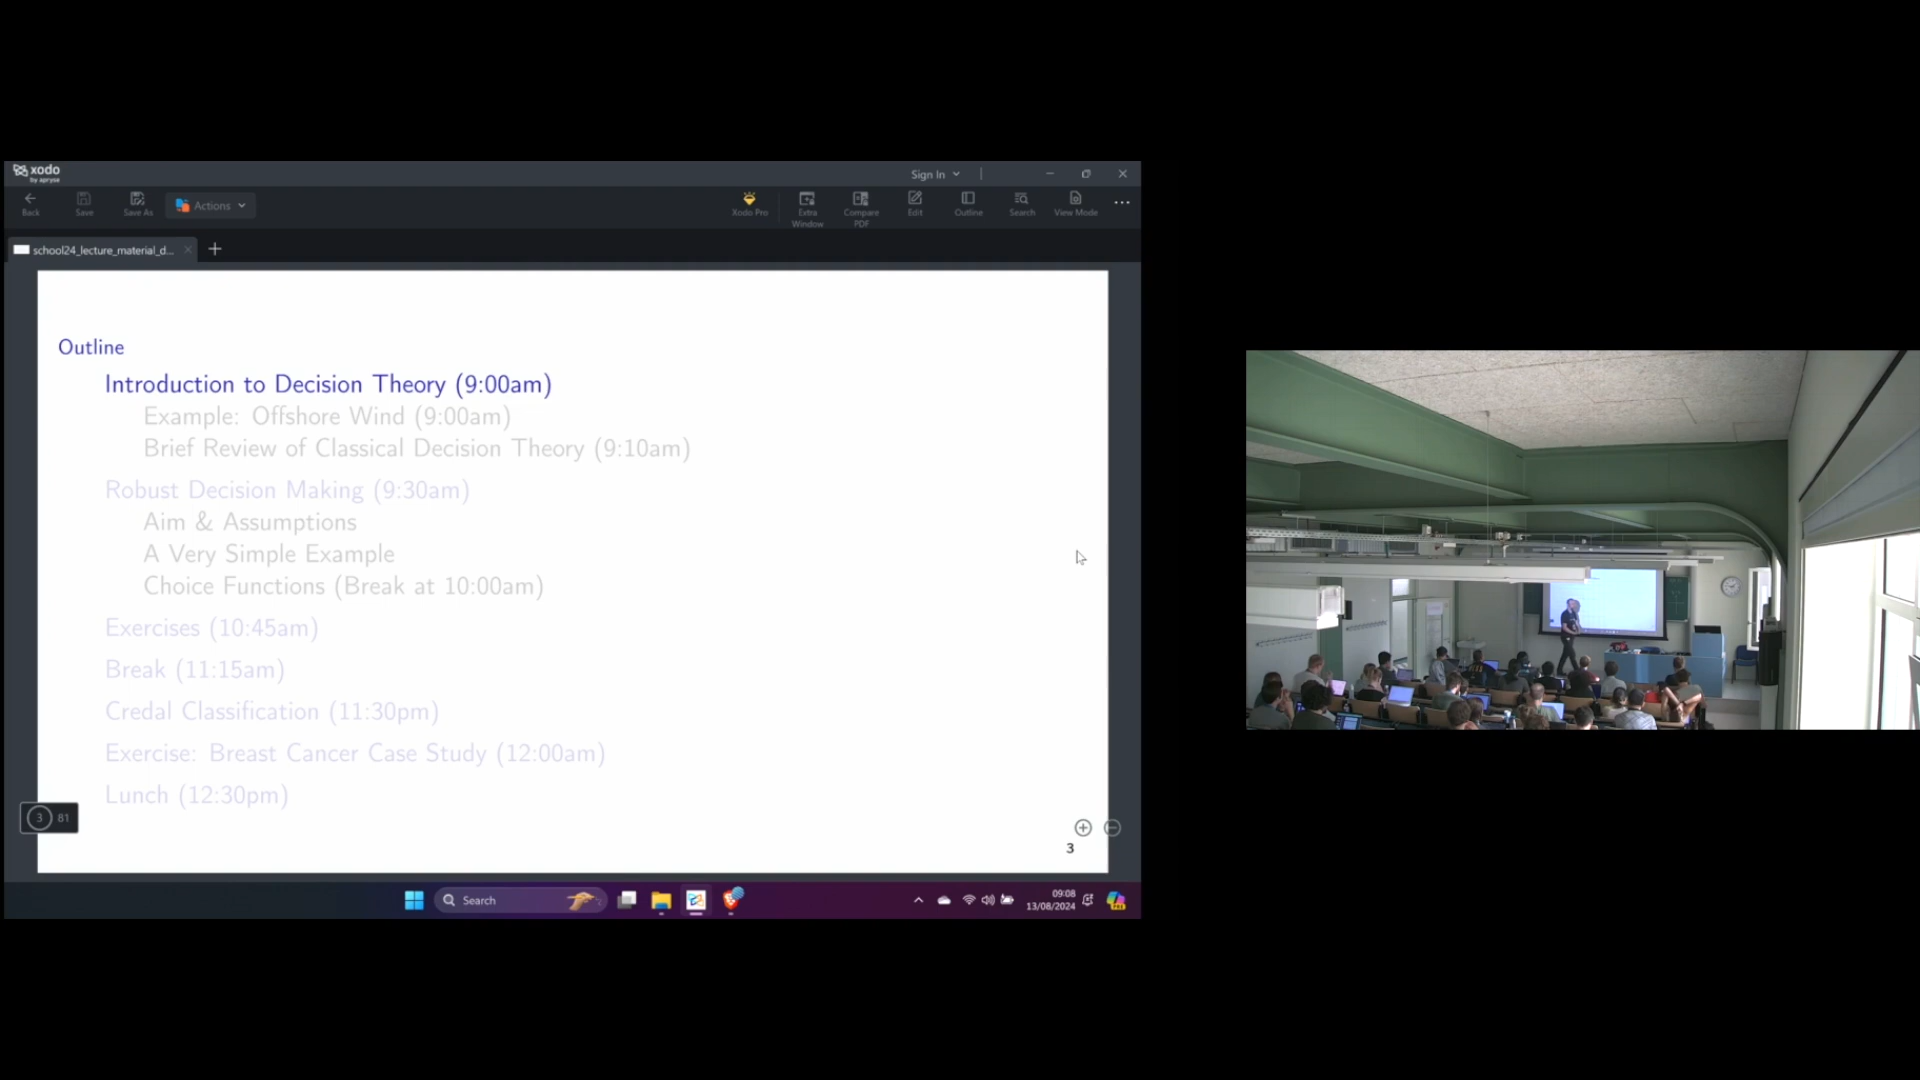 xodo
by apryse
Sign In
Back
Save
Save As
Actions
Xodo Pro
Extra Window
Compare PDF
Edit
Outline
Search
View Mode
school24_lecture_material_d...
Outline
Introduction to Decision Theory (9:00am)
Example: Offshore Wind (9:00am)
Brief Review of Classical Decision Theory (9:10am)
Robust Decision Making (9:30am)
Aim & Assumptions
A Very Simple Example
Choice Functions (Break at 10:00am)
Exercises (10:45am)
Break (11:15am)
Credal Classification (11:30pm)
Exercise: Breast Cancer Case Study (12:00am)
Lunch (12:30pm)
3 81
3
Search
09:08
13/08/2024